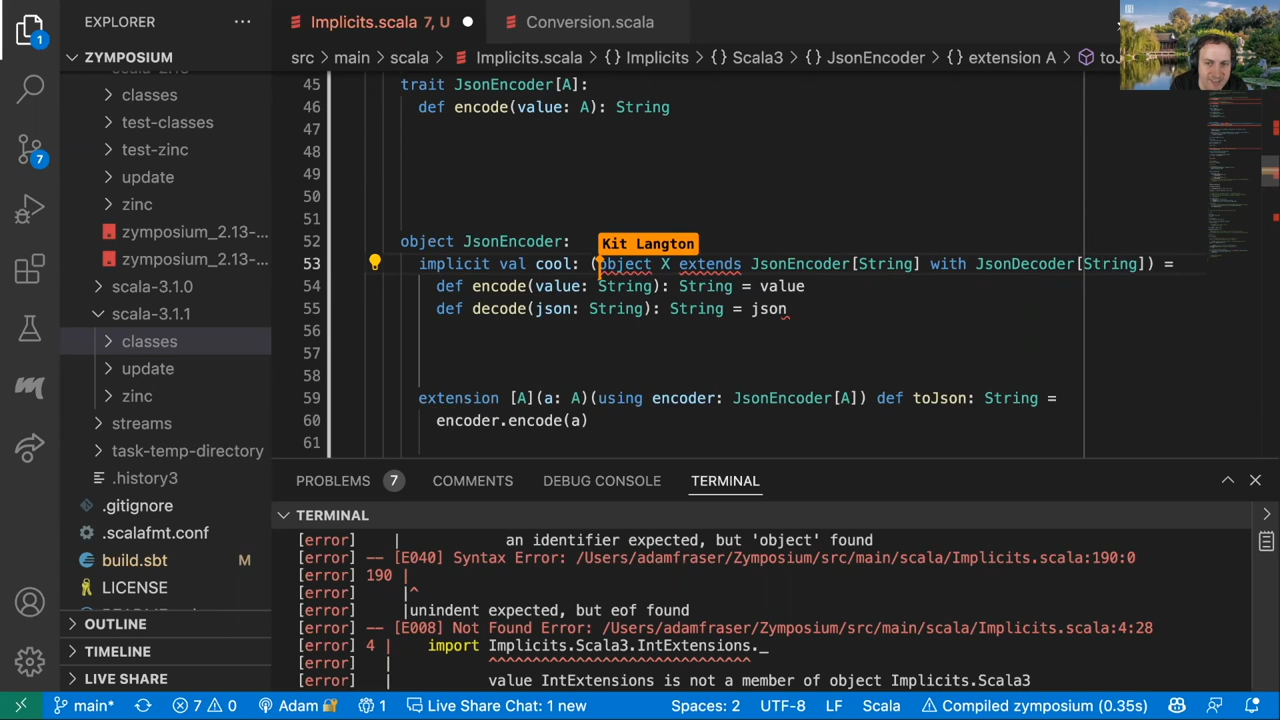 EXPLORER
Implicits.scala 7, U
Conversion.scala
ZYMPOSIUM
src > main > scala > Implicits.scala > {} Implicits > {} Scala3 > {} JsonEncoder > {} extension A >
classes
test-classes
test-zinc
update
zinc
zymposium_2.13-...
zymposium_2.13-...
scala-3.1.0
scala-3.1.1
classes
update
zinc
streams
task-temp-directory
.history3
.gitignore
.scalafmt.conf
build.sbt M
LICENSE
OUTLINE
TIMELINE
LIVE SHARE
45 trait JsonEncoder[A]:
46 def encode(value: A): String
47
48
49
50
51
52 object JsonEncoder:
Kit Langton
53 implicit val cool: (object X extends JsonEncoder[String] with JsonDecoder[String]) =
54 def encode(value: String): String = value
55 def decode(json: String): String = json
56
57
58
59 extension [A](a: A)(using encoder: JsonEncoder[A]) def toJson: String =
60 encoder.encode(a)
61
PROBLEMS 7 COMMENTS DEBUG CONSOLE TERMINAL
TERMINAL
[error] | an identifier expected, but 'object' found
[error] -- [E040] Syntax Error: /Users/adamfraser/Zymposium/src/main/scala/Implicits.scala:190:0
[error] 190 |
[error] |^
[error] |unindent expected, but eof found
[error] -- [E008] Not Found Error: /Users/adamfraser/Zymposium/src/main/scala/Implicits.scala:4:28
[error] 4 | import Implicits.Scala3.IntExtensions._
[error] | ^^^^^^^^^^^^^^^^^^^^^^^^^^^^^
[error] | value IntExtensions is not a member of object Implicits.Scala3
1
7
main* 7 0 Adam 1 Live Share Chat: 1 new Spaces: 2 UTF-8 LF Scala Compiled zymposium (0.35s)